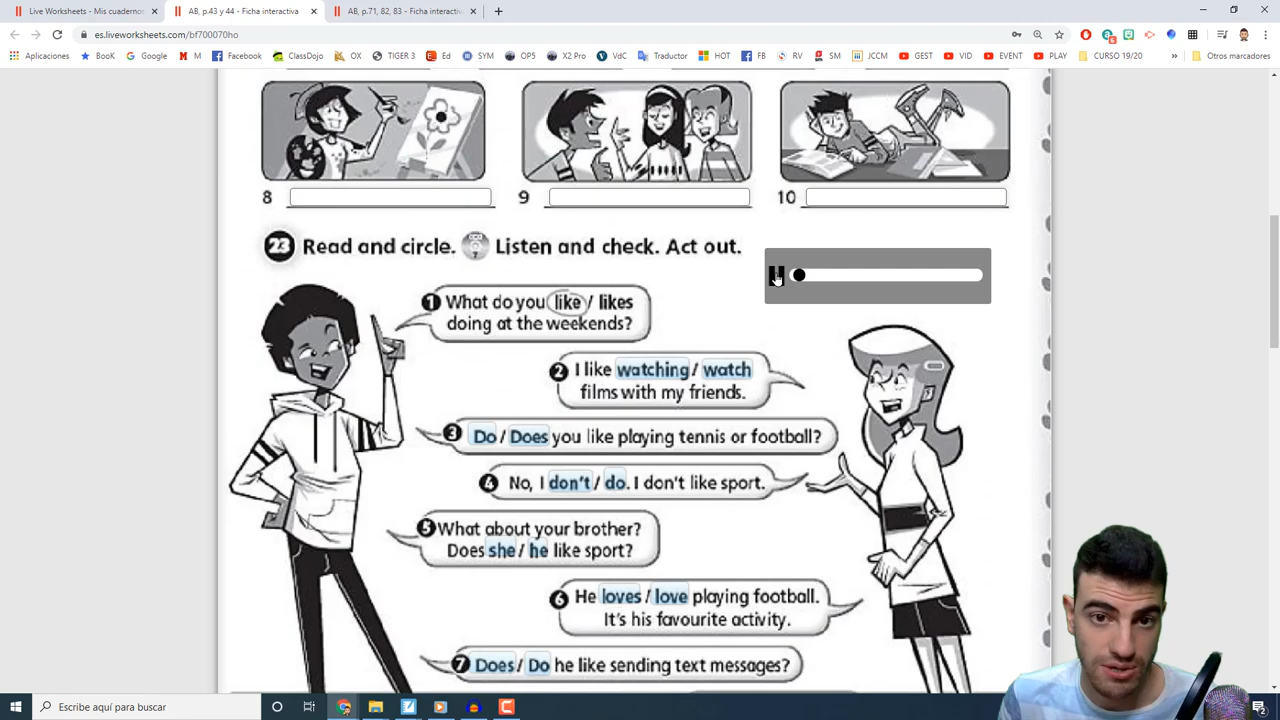 Live Worksheets - Mis cuaderno
AB, p.43 y 44 - Ficha interactiva
AB, p.71, 82, 83 - Ficha interactiv
es.liveworksheets.com/bf700070ho
Aplicaciones
BooK
Google
M
Facebook
ClassDojo
OX
TIGERS
Ed
SYM
OP5
X2 Pro
VdC
Traductor
HOT
FB
RV
SM
JCCM
GEST
VID
EVENT
PLAY
CURSO 19/20
»
Otros marcadores
8
9
10
23 Read and circle. Listen and check. Act out.
1 What do you like / likes
doing at the weekends?
2 I like watching / watch
films with my friends.
3 Do / Does you like playing tennis or football?
4 No, I don't / do. I don't like sport.
5 What about your brother?
Does she / he like sport?
6 He loves / love playing football.
It's his favourite activity.
7 Does / Do he like sending text messages?
Escribe aquí para buscar
2